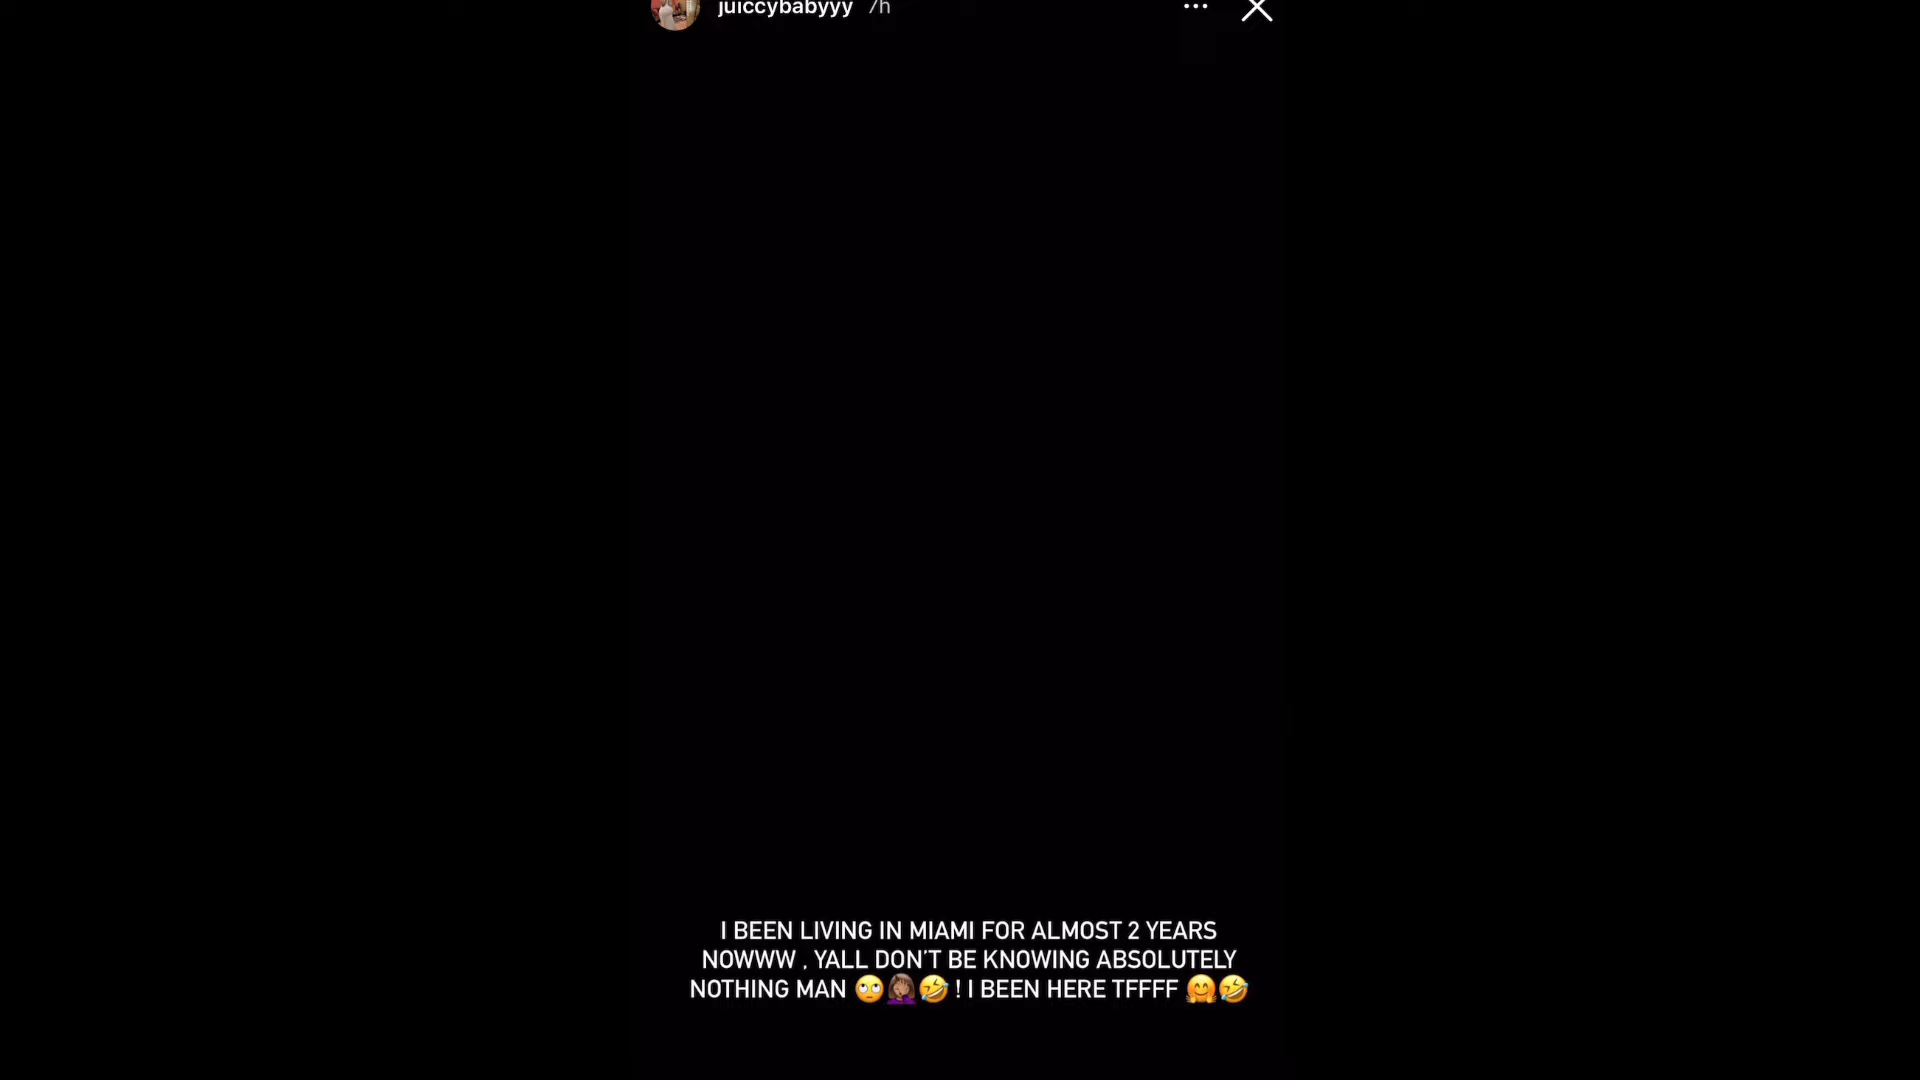 juiccybabyyy 7h
I BEEN LIVING IN MIAMI FOR ALMOST 2 YEARS
NOWWW , YALL DON'T BE KNOWING ABSOLUTELY
NOTHING MAN 🙄🤦🏽‍♀️🤣 ! I BEEN HERE TFFFF 🤗🤣